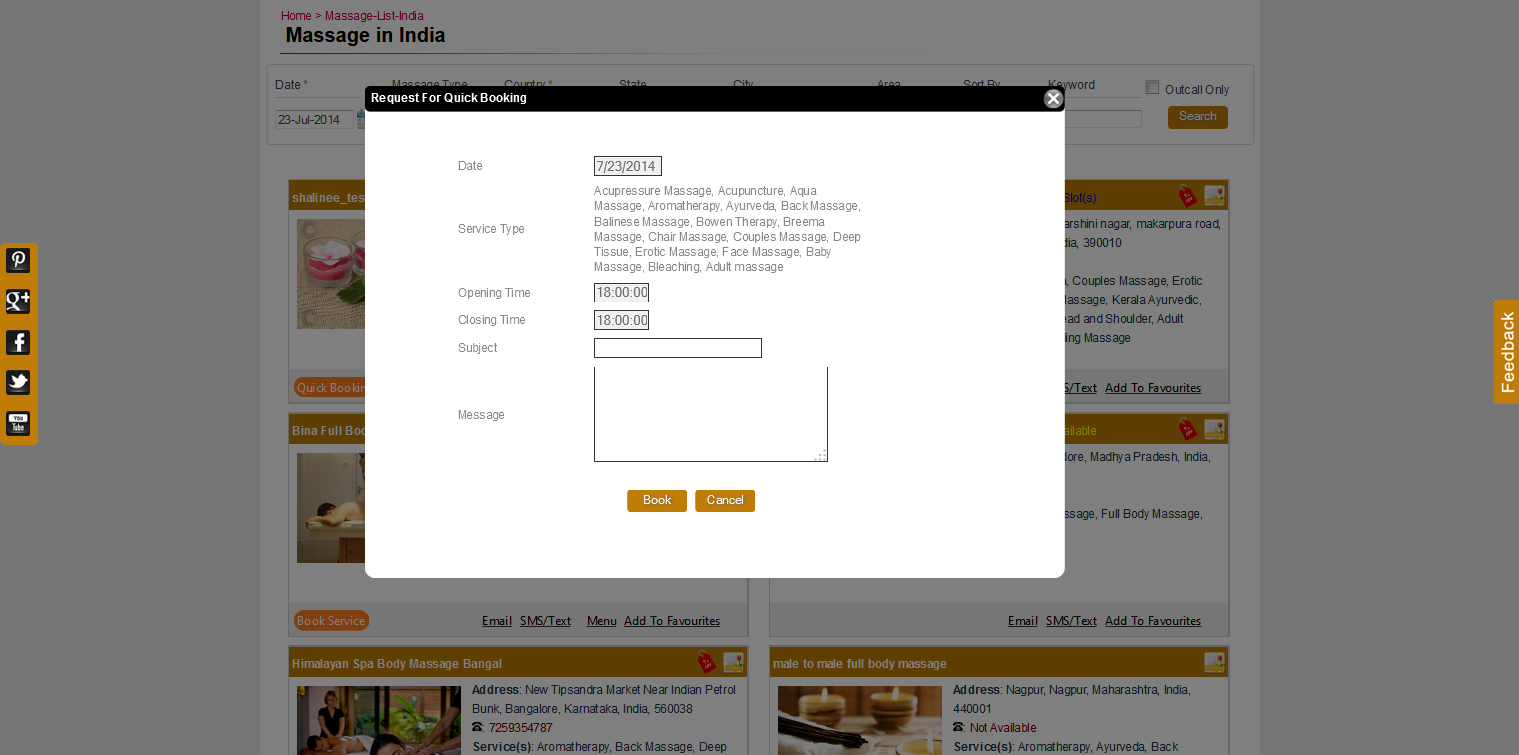 Home > Massage-List-India
Massage in India
Date *
Massage Type
Country *
State
City
Area
Sort By
Keyword
Outcall Only
23-Jul-2014
Search
Request For Quick Booking
Date
7/23/2014
Service Type
Acupressure Massage, Acupuncture, Aqua
Massage, Aromatherapy, Ayurveda, Back Massage,
Balinese Massage, Bowen Therapy, Breema
Massage, Chair Massage, Couples Massage, Deep
Tissue, Erotic Massage, Face Massage, Baby
Massage, Bleaching, Adult massage
Opening Time
18:00:00
Closing Time
18:00:00
Subject
Message
Book
Cancel
shalinee_tes
Slot(s)
arshini nagar, makarpura road,
dia, 390010
a, Couples Massage, Erotic
lassage, Kerala Ayurvedic,
ead and Shoulder, Adult
ing Massage
Quick Bookin
S/Text
Add To Favourites
Bina Full Bo
ailable
ore, Madhya Pradesh, India,
ssage, Full Body Massage,
Book Service
Email
SMS/Text
Menu
Add To Favourites
Email
SMS/Text
Add To Favourites
Himalayan Spa Body Massage Bangal
Address: New Tipsandra Market Near Indian Petrol
Bunk, Bangalore, Karnataka, India, 560038
☎: 7259354787
Service(s): Aromatherapy, Back Massage, Deep
male to male full body massage
Address: Nagpur, Nagpur, Maharashtra, India,
440001
☎: Not Available
Service(s): Aromatherapy, Ayurveda, Back
g+
f
You
Tube
Feedback